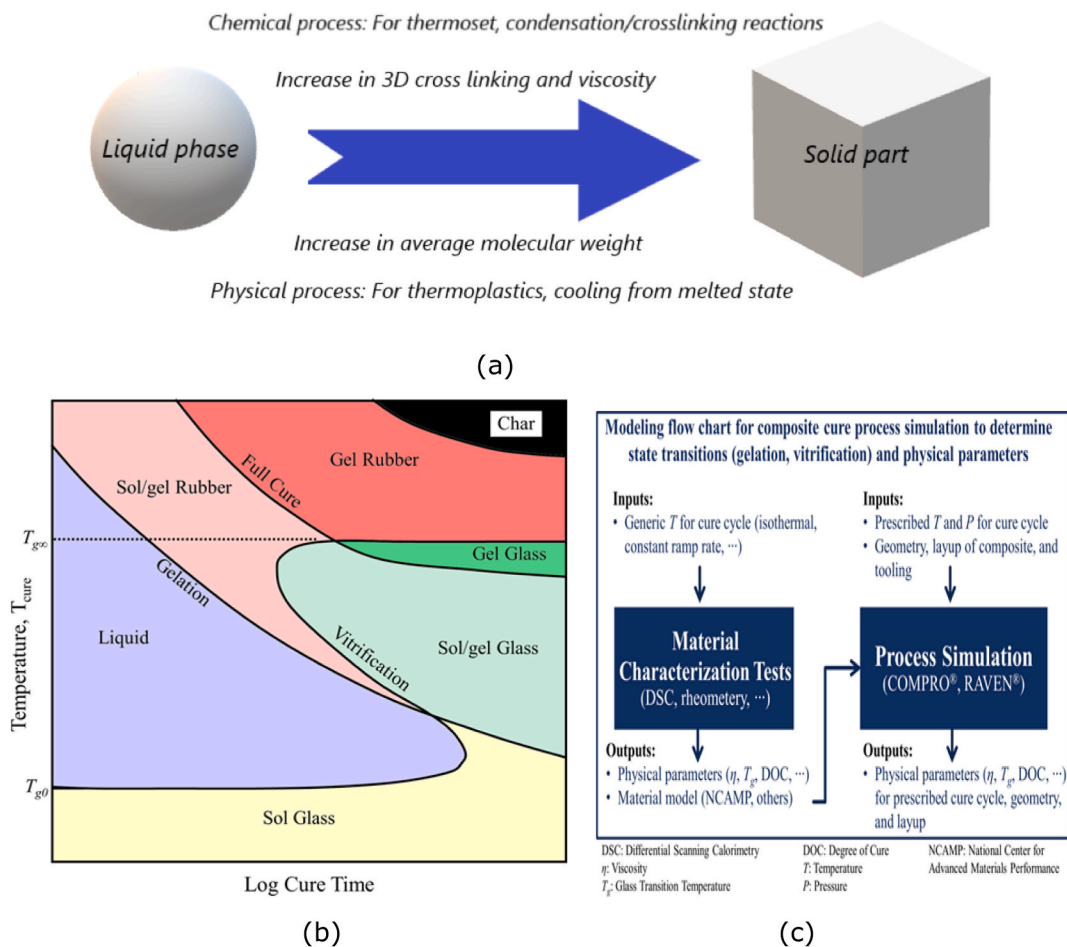 Chemical process: For thermoset, condensation/crosslinking reactions
Increase in 3D cross linking and viscosity
Liquid phase
Solid part
Increase in average molecular weight
Physical process: For thermoplastics, cooling from melted state
(a)
Char
Gel Rubber
Sol/gel Rubber
Full Cure
Tg∞
Gel Glass
Gelation
Liquid
Vitrification
Sol/gel Glass
Temperature, Tcure
Tg0
Sol Glass
Log Cure Time
(b)
Modeling flow chart for composite cure process simulation to determine
state transitions (gelation, vitrification) and physical parameters
Inputs:
• Generic T for cure cycle (isothermal,
constant ramp rate, ···)
Inputs:
• Prescribed T and P for cure cycle
• Geometry, layup of composite, and
tooling
Material
Characterization Tests
(DSC, rheometery, ···)
Process Simulation
(COMPRO®, RAVEN®)
Outputs:
• Physical parameters (η, Tg, DOC, ···)
• Material model (NCAMP, others)
Outputs:
• Physical parameters (η, Tg, DOC, ···)
for prescribed cure cycle, geometry,
and layup
DSC: Differential Scanning Calorimetry
η: Viscosity
Tg: Glass Transition Temperature
DOC: Degree of Cure
T: Temperature
P: Pressure
NCAMP: National Center for
Advanced Materials Performance
(c)